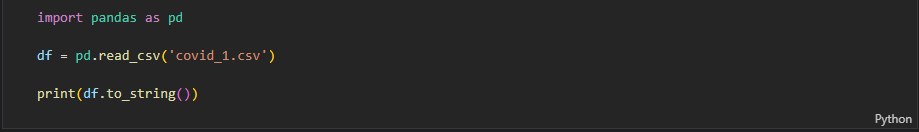 import pandas as pd
df = pd.read_csv('covid_1.csv')
print(df.to_string())
Python